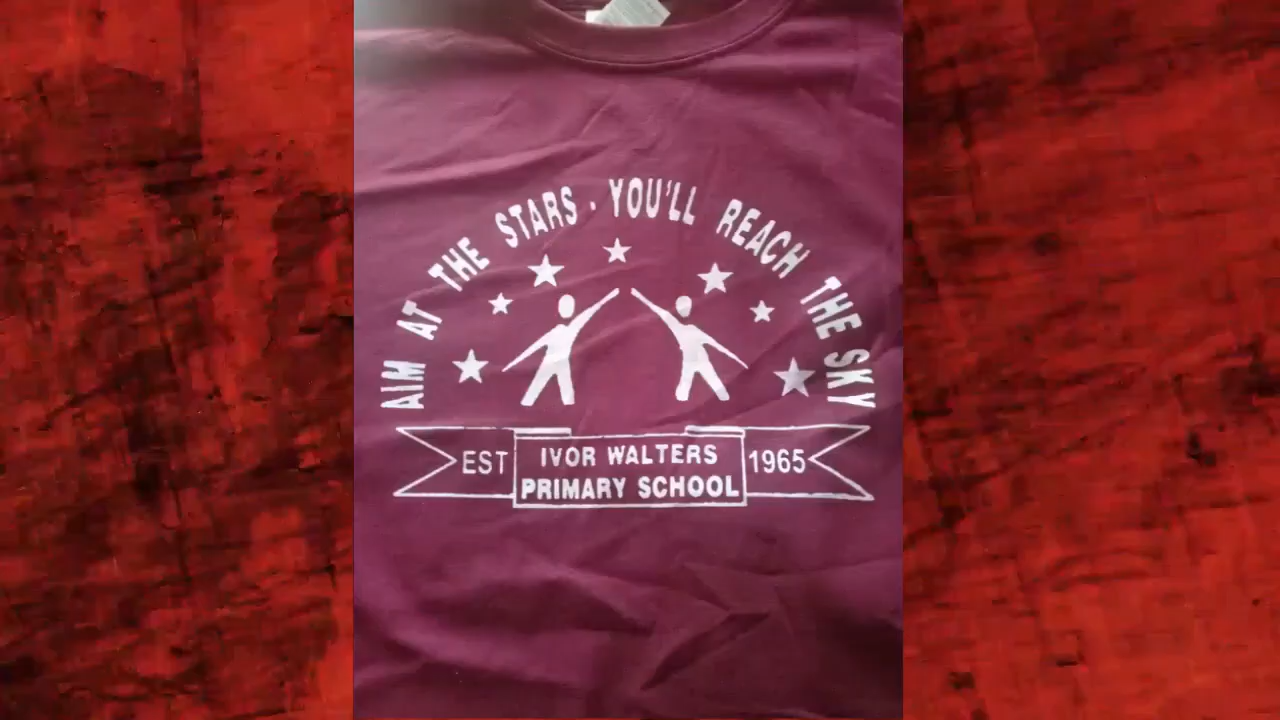 AIM AT THE STARS . YOU'LL REACH THE SKY
EST IVOR WALTERS 1965
PRIMARY SCHOOL